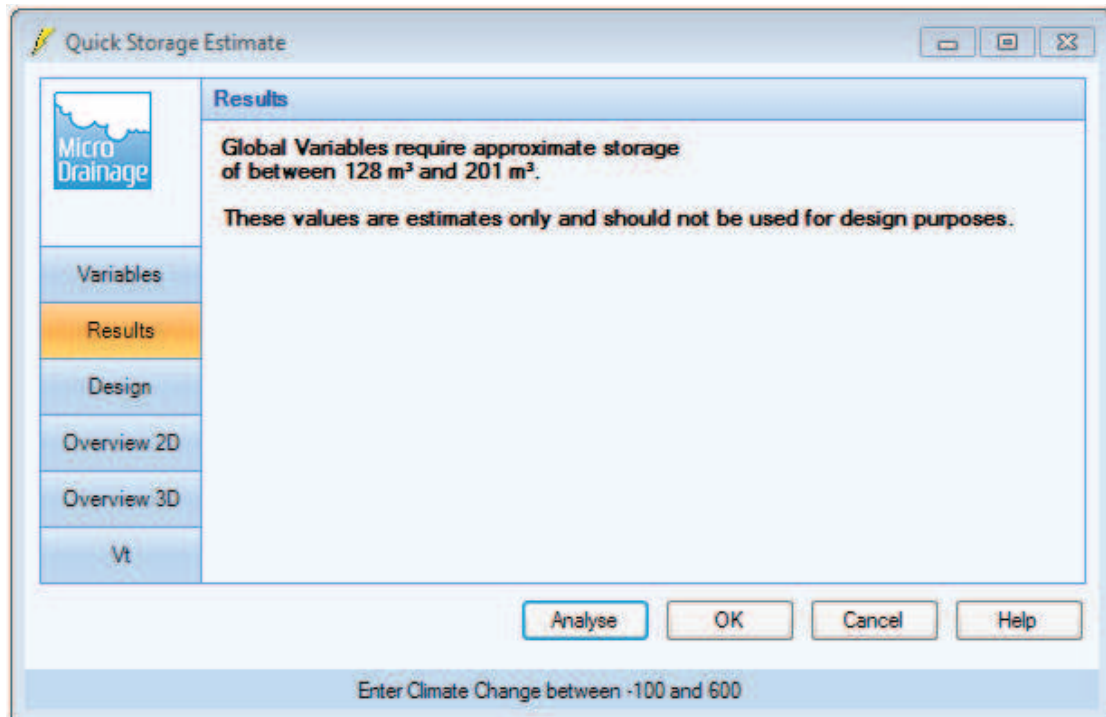 Quick Storage Estimate
Micro
Drainage
Results
Global Variables require approximate storage
of between 128 m³ and 201 m³.
These values are estimates only and should not be used for design purposes.
Variables
Results
Design
Overview 2D
Overview 3D
Vt
Analyse
OK
Cancel
Help
Enter Climate Change between -100 and 600